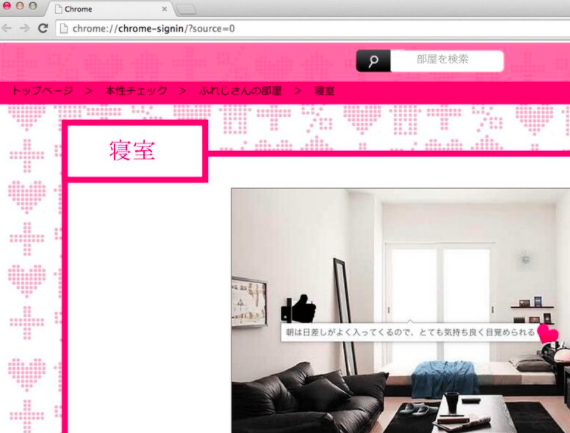 Chrome
chrome://chrome-signin/?source=0
部屋を検索
トップページ > 本性チェック > ふれじさんの部屋 > 寝室
寝室
朝は日差しがよく入ってくるので、とても気持ち良く目覚められる